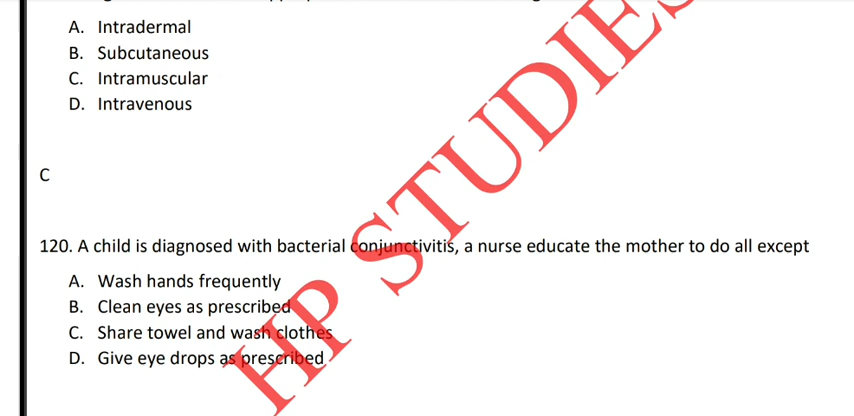 A. Intradermal
B. Subcutaneous
C. Intramuscular
D. Intravenous
C
120. A child is diagnosed with bacterial conjunctivitis, a nurse educate the mother to do all except
A. Wash hands frequently
B. Clean eyes as prescribed
C. Share towel and wash clothes
D. Give eye drops as prescribed
HP STUDIES